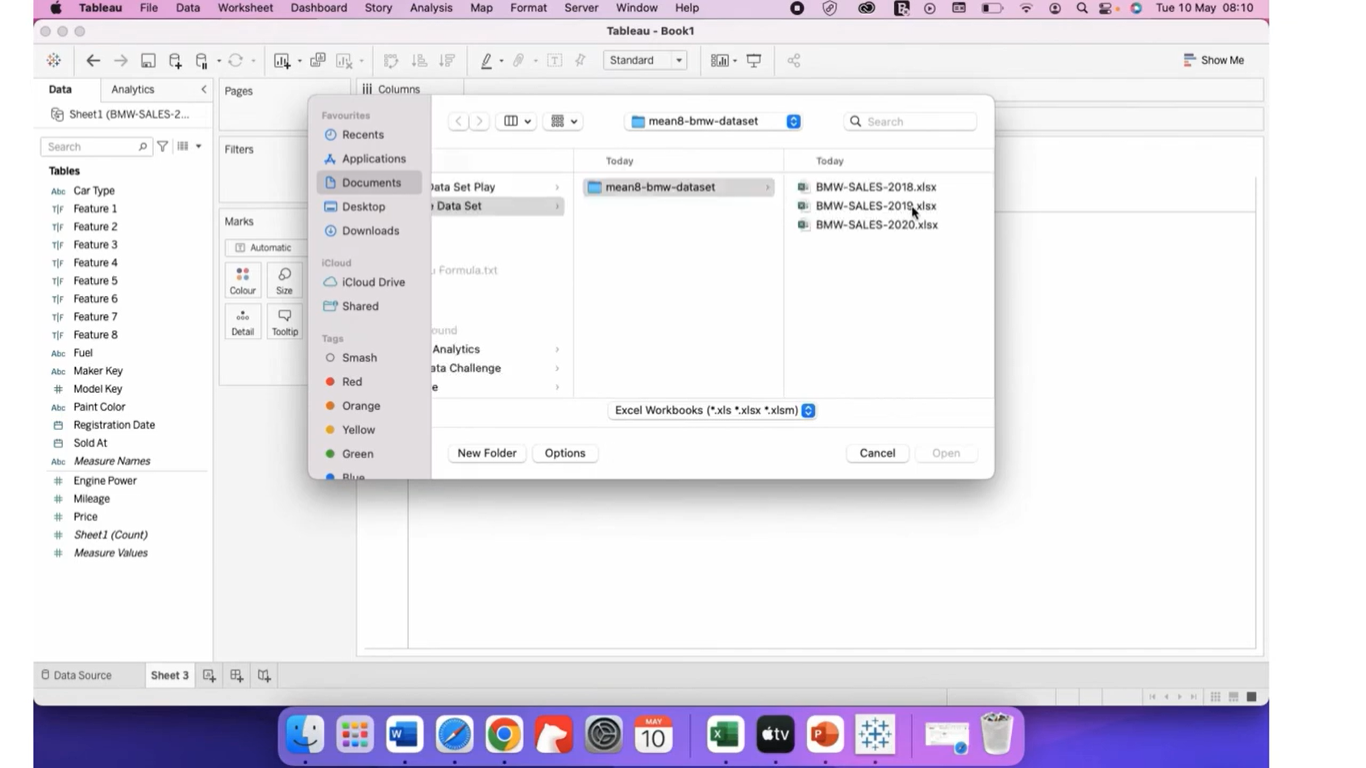 Tableau File Data Worksheet Dashboard Story Analysis Map Format Server Window Help Tue 10 May 08:10
Tableau - Book1
Standard
Show Me
Data Analytics
Sheet1 (BMW-SALES-2...
Search
Tables
Abc Car Type
T|F Feature 1
T|F Feature 2
T|F Feature 3
T|F Feature 4
T|F Feature 5
T|F Feature 6
T|F Feature 7
T|F Feature 8
Abc Fuel
Abc Maker Key
# Model Key
Abc Paint Color
Registration Date
Sold At
Abc Measure Names
# Engine Power
# Mileage
# Price
# Sheet1 (Count)
# Measure Values
Pages
Filters
Marks
Automatic
Colour Size
Detail Tooltip
Columns
Favourites
Recents
Applications
Documents
Desktop
Downloads
iCloud
iCloud Drive
Shared
Tags
Smash
Red
Orange
Yellow
Green
Blue
mean8-bmw-dataset
Search
Today
Today
Data Set Play
Data Set
Formula.txt
ound
Analytics
ata Challenge
e
mean8-bmw-dataset
BMW-SALES-2018.xlsx
BMW-SALES-2019.xlsx
BMW-SALES-2020.xlsx
Excel Workbooks (*.xls *.xlsx *.xlsm)
New Folder Options Cancel Open
Data Source Sheet 3
W
MAY
10
X
tv
P